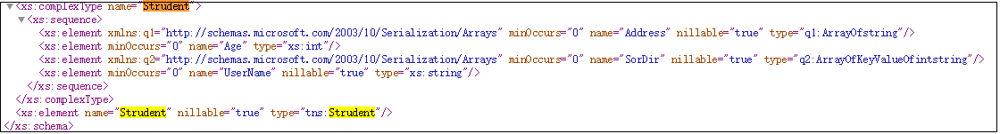 <xs:complexType name="Strudent">
<xs:sequence>
<xs:element xmlns:q1="http://schemas.microsoft.com/2003/10/Serialization/Arrays" minOccurs="0" name="Address" nillable="true" type="q1:ArrayOfstring"/>
<xs:element minOccurs="0" name="Age" type="xs:int"/>
<xs:element xmlns:q2="http://schemas.microsoft.com/2003/10/Serialization/Arrays" minOccurs="0" name="SorDir" nillable="true" type="q2:ArrayOfKeyValueOfintstring"/>
<xs:element minOccurs="0" name="UserName" nillable="true" type="xs:string"/>
</xs:sequence>
</xs:complexType>
<xs:element name="Strudent" nillable="true" type="tns:Strudent"/>
</xs:schema>